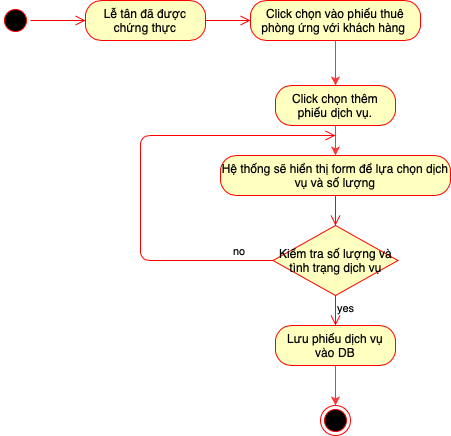 Lễ tân đã được
chứng thực
Click chọn vào phiếu thuê
phòng ứng với khách hàng
Click chọn thêm
phiếu dịch vụ.
Hệ thống sẽ hiển thị form để lựa chọn dịch
vụ và số lượng
Kiểm tra số lượng và
tình trạng dịch vụ
no
yes
Lưu phiếu dịch vụ
vào DB